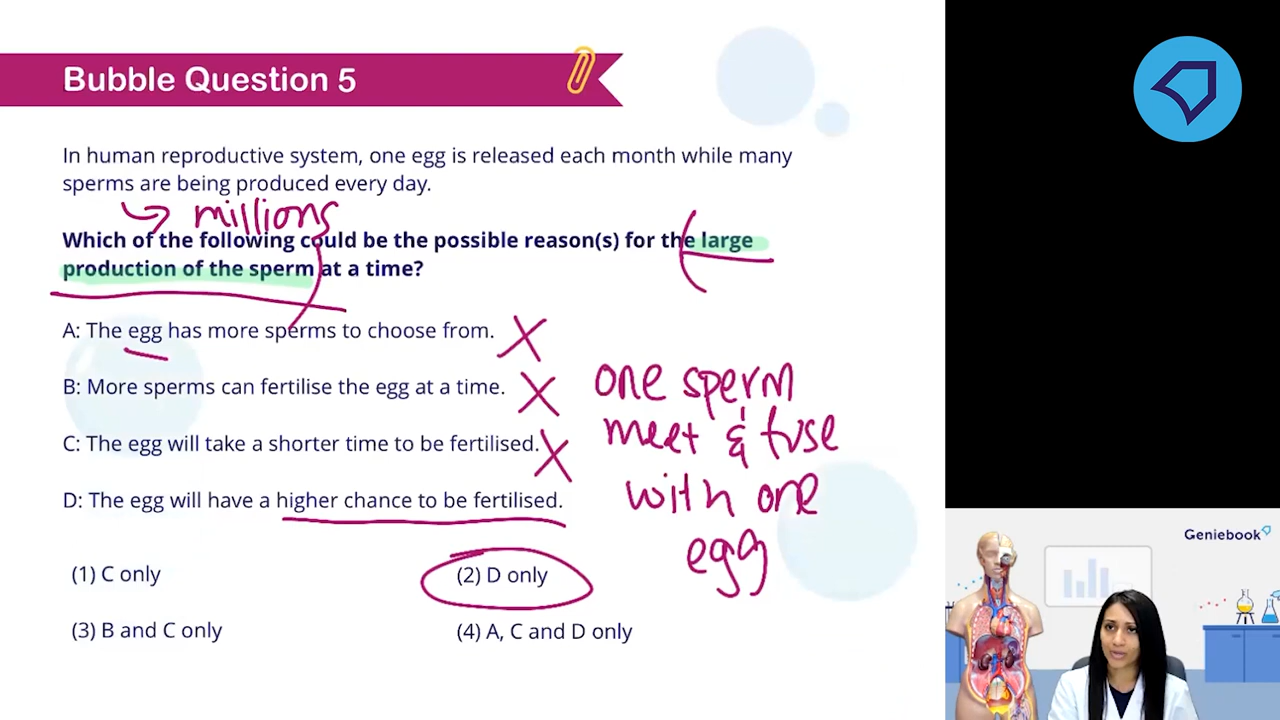 Bubble Question 5
In human reproductive system, one egg is released each month while many
sperms are being produced every day.
millions
Which of the following could be the possible reason(s) for the large
production of the sperm at a time?
A: The egg has more sperms to choose from.
B: More sperms can fertilise the egg at a time.
C: The egg will take a shorter time to be fertilised.
D: The egg will have a higher chance to be fertilised.
one sperm
meet & fuse
with one
egg
(1) C only
(2) D only
(3) B and C only
(4) A, C and D only
Geniebook